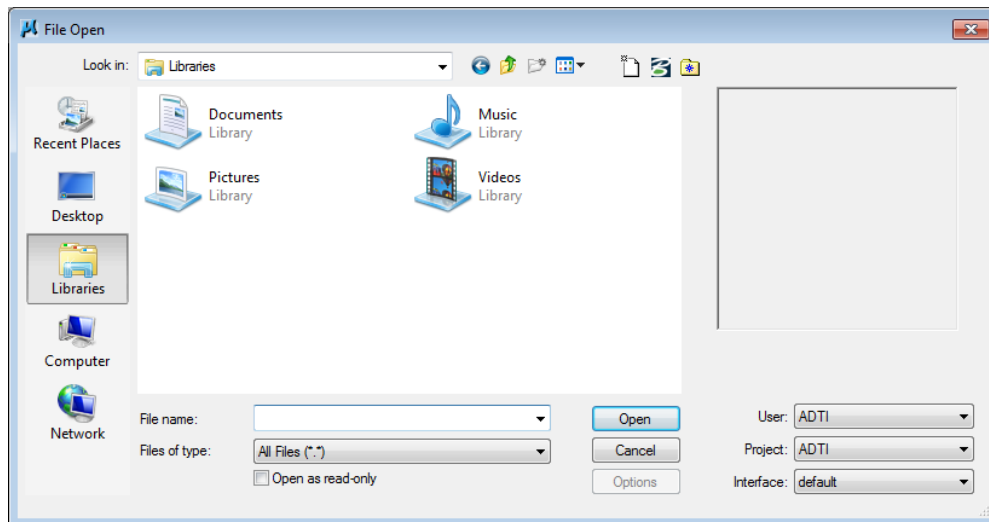 File Open
Look in: Libraries
Recent Places
Desktop
Libraries
Computer
Network
Documents
Library
Music
Library
Pictures
Library
Videos
Library
File name: Open
Files of type: All Files (*.*) Cancel
Open as read-only Options
User: ADTI
Project: ADTI
Interface: default